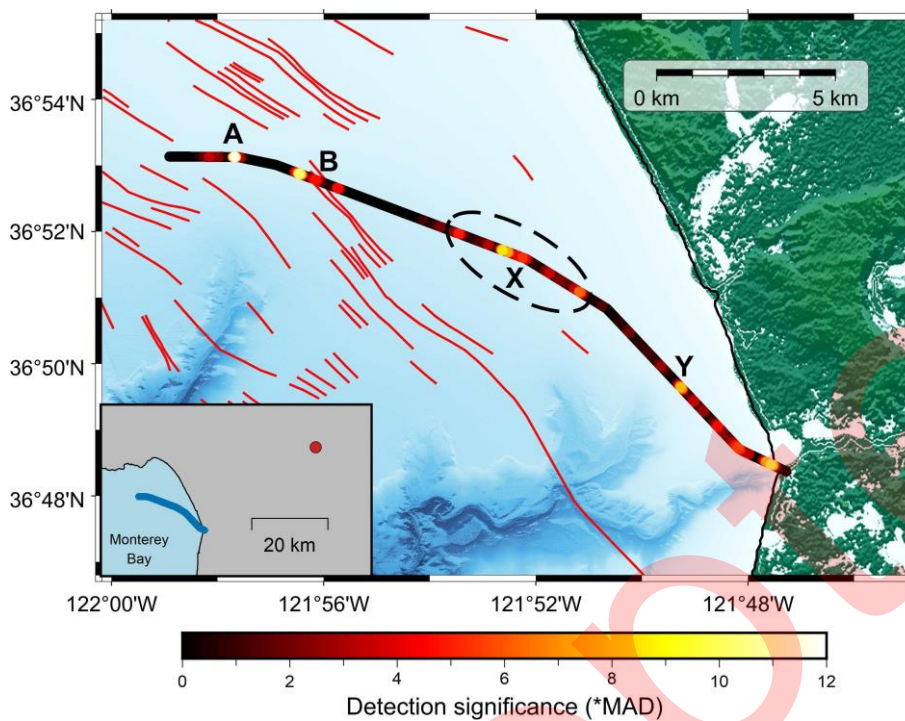 A
B
X
Y
0 km 5 km
36°54'N
36°52'N
36°50'N
36°48'N
Monterey
Bay
20 km
122°00'W 121°56'W 121°52'W 121°48'W
0 2 4 6 8 10 12
Detection significance (*MAD)